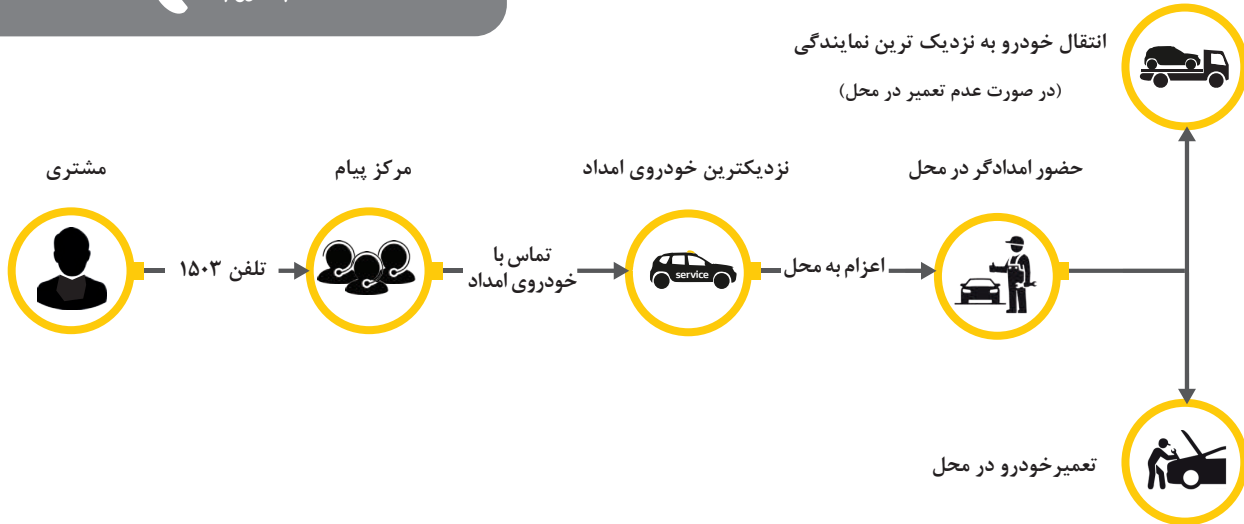 انتقال خودرو به نزدیک ترین نمایندگی
(در صورت عدم تعمیر در محل)
مشتری
مرکز پیام
نزدیکترین خودروی امداد
حضور امدادگر در محل
تلفن ۱۵۰۳
تماس با
خودروی امداد
service
اعزام به محل
تعمیرخودرو در محل